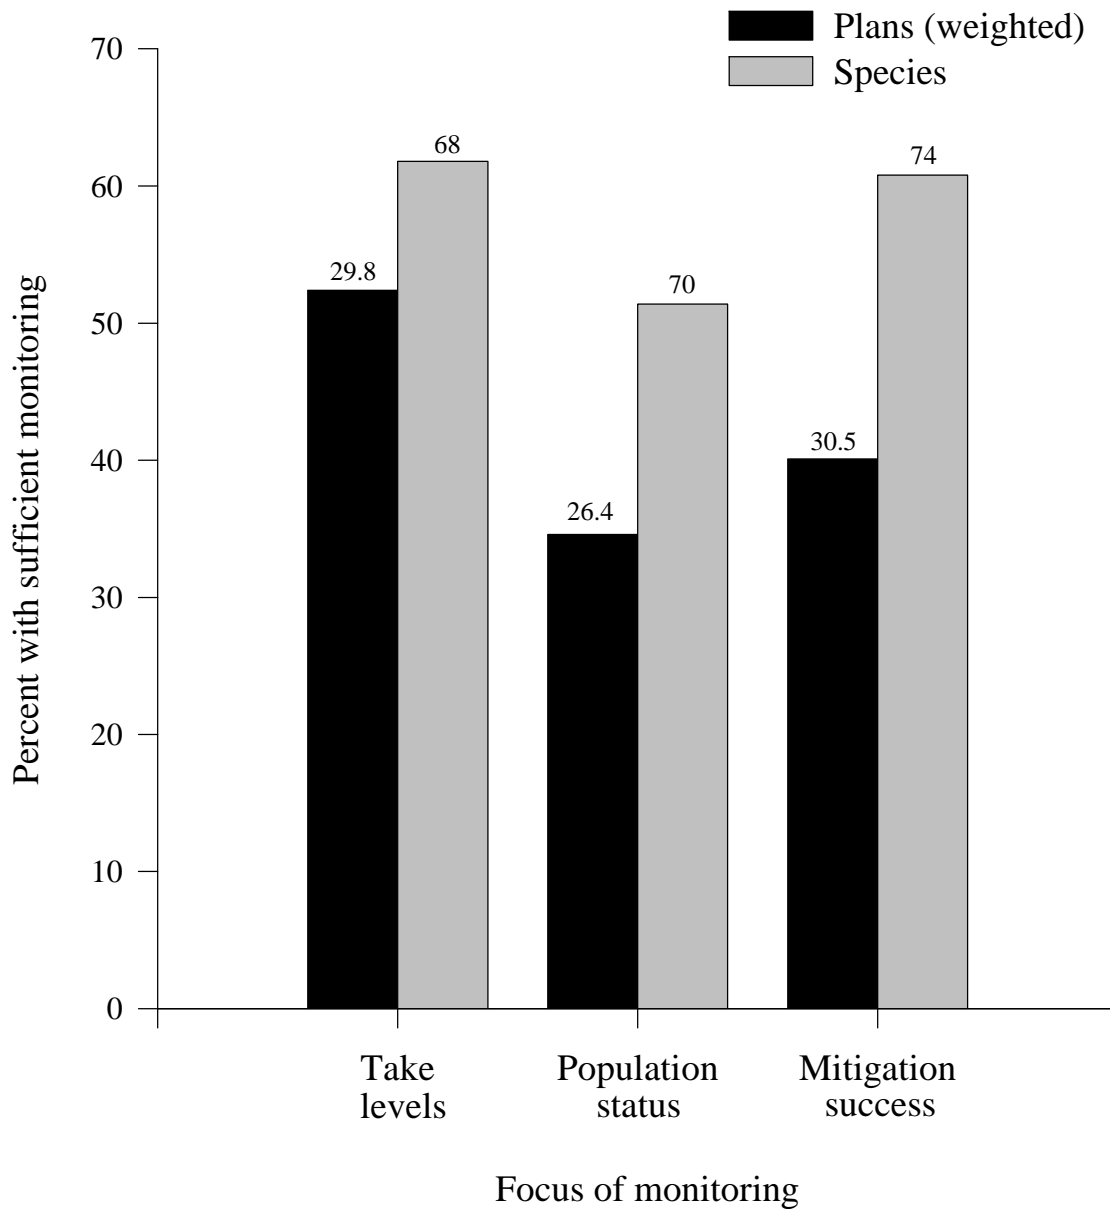 Plans (weighted)
Species
Percent with sufficient monitoring
70
60
50
40
30
20
10
0
29.8
68
26.4
70
30.5
74
Take
levels
Population
status
Mitigation
success
Focus of monitoring